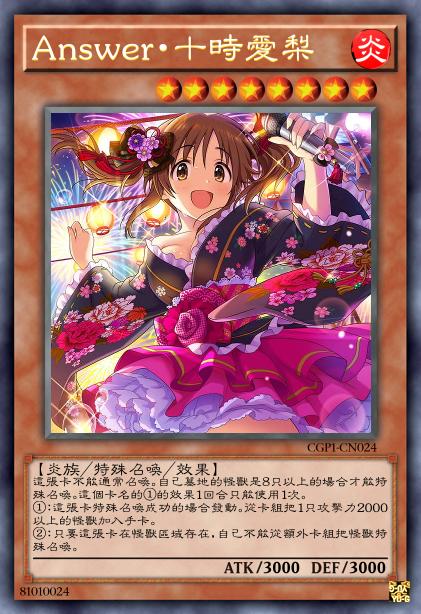 Answer·十時愛梨
炎
CGP1-CN024
【炎族/特殊召喚/效果】
這張卡不能通常召喚。自己墓地的怪獸是8只以上的場合才能特
殊召喚。這個卡名的①的效果1回合只能使用1次。
①:這張卡特殊召喚成功的場合發動。從卡組把1只攻擊力2000
以上的怪獸加入手卡。
②:只要這張卡在怪獸區域存在,自己不能從額外卡組把怪獸特
殊召喚。
ATK/3000 DEF/3000
81010024